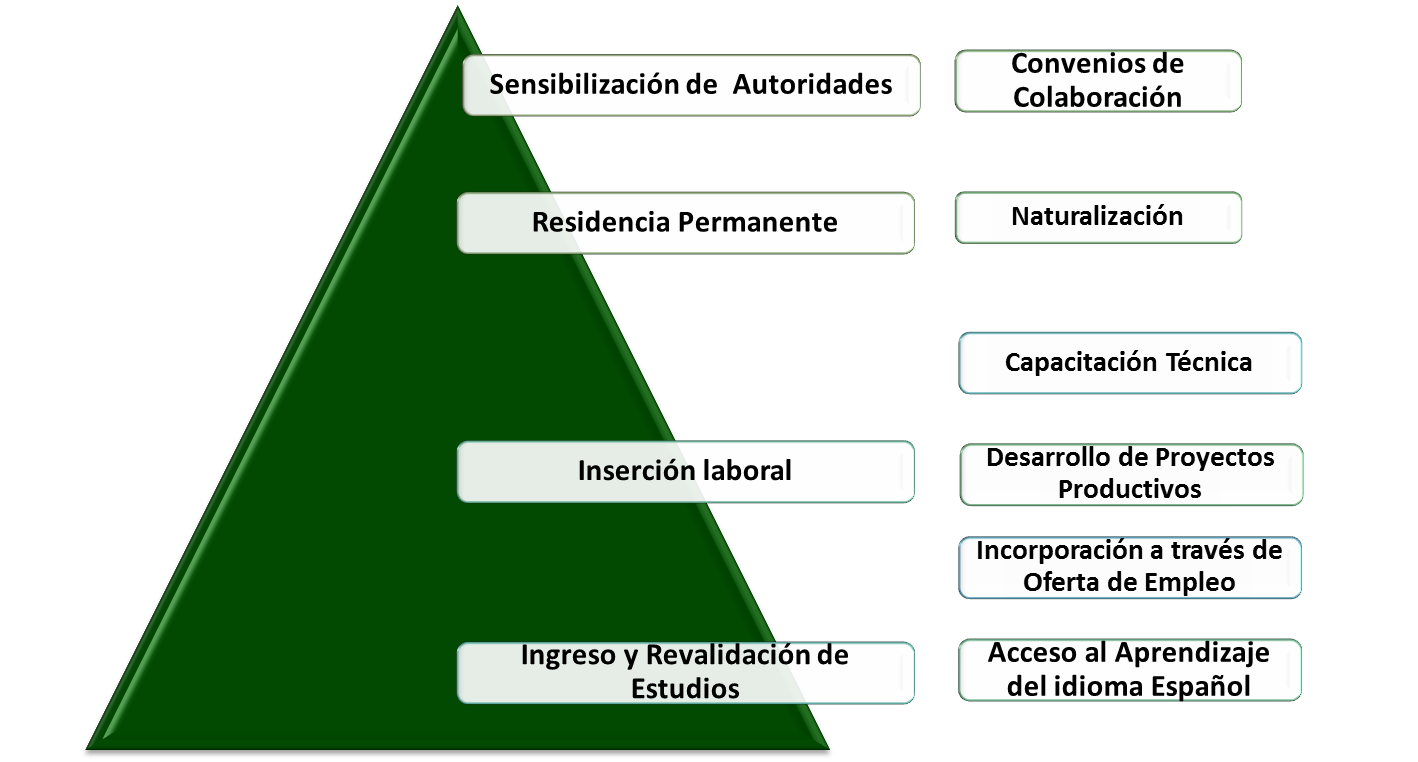 Sensibilización de Autoridades
Convenios de
Colaboración
Residencia Permanente
Naturalización
Capacitación Técnica
Inserción laboral
Desarrollo de Proyectos
Productivos
Incorporación a través de
Oferta de Empleo
Ingreso y Revalidación de
Estudios
Acceso al Aprendizaje
del idioma Español